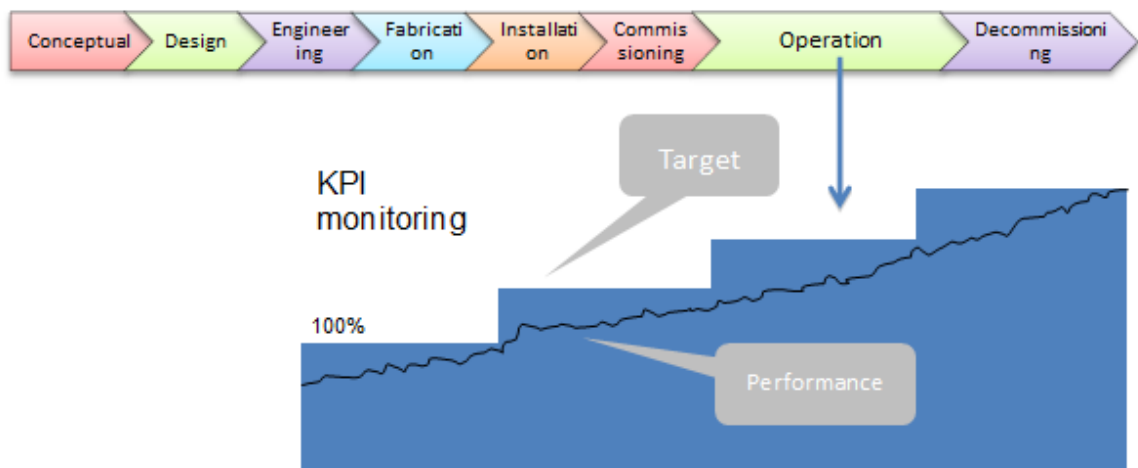 Conceptual
Design
Engineer
ing
Fabricati
on
Installati
on
Commis
sioning
Operation
Decommissioni
ng
Target
KPI
monitoring
100%
Performance